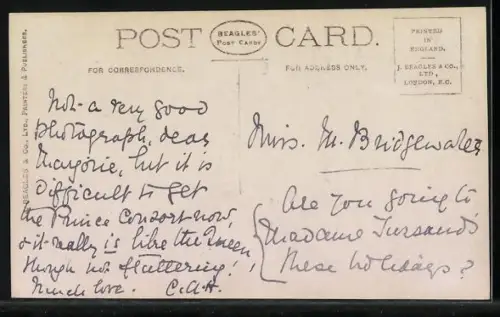 POST CARD.
BEAGLES'
POST CARDS
PRINTED
IN
ENGLAND.
J. BEAGLES & CO.,
LTD.,
LONDON, E.C.
FOR CORRESPONDENCE.
FOR ADDRESS ONLY.
BEAGLES & CO., LTD., PRINTERS & PUBLISHERS.
Not a very good
photograph, dear
Marjorie, but it is
difficult to get
the Prince Consort now,
& it really is like the Queen,
though not flattering!
Much love. C.A.H.
Miss. M. Bridgewater
Are you going to
Madame Tussauds
these holidays?